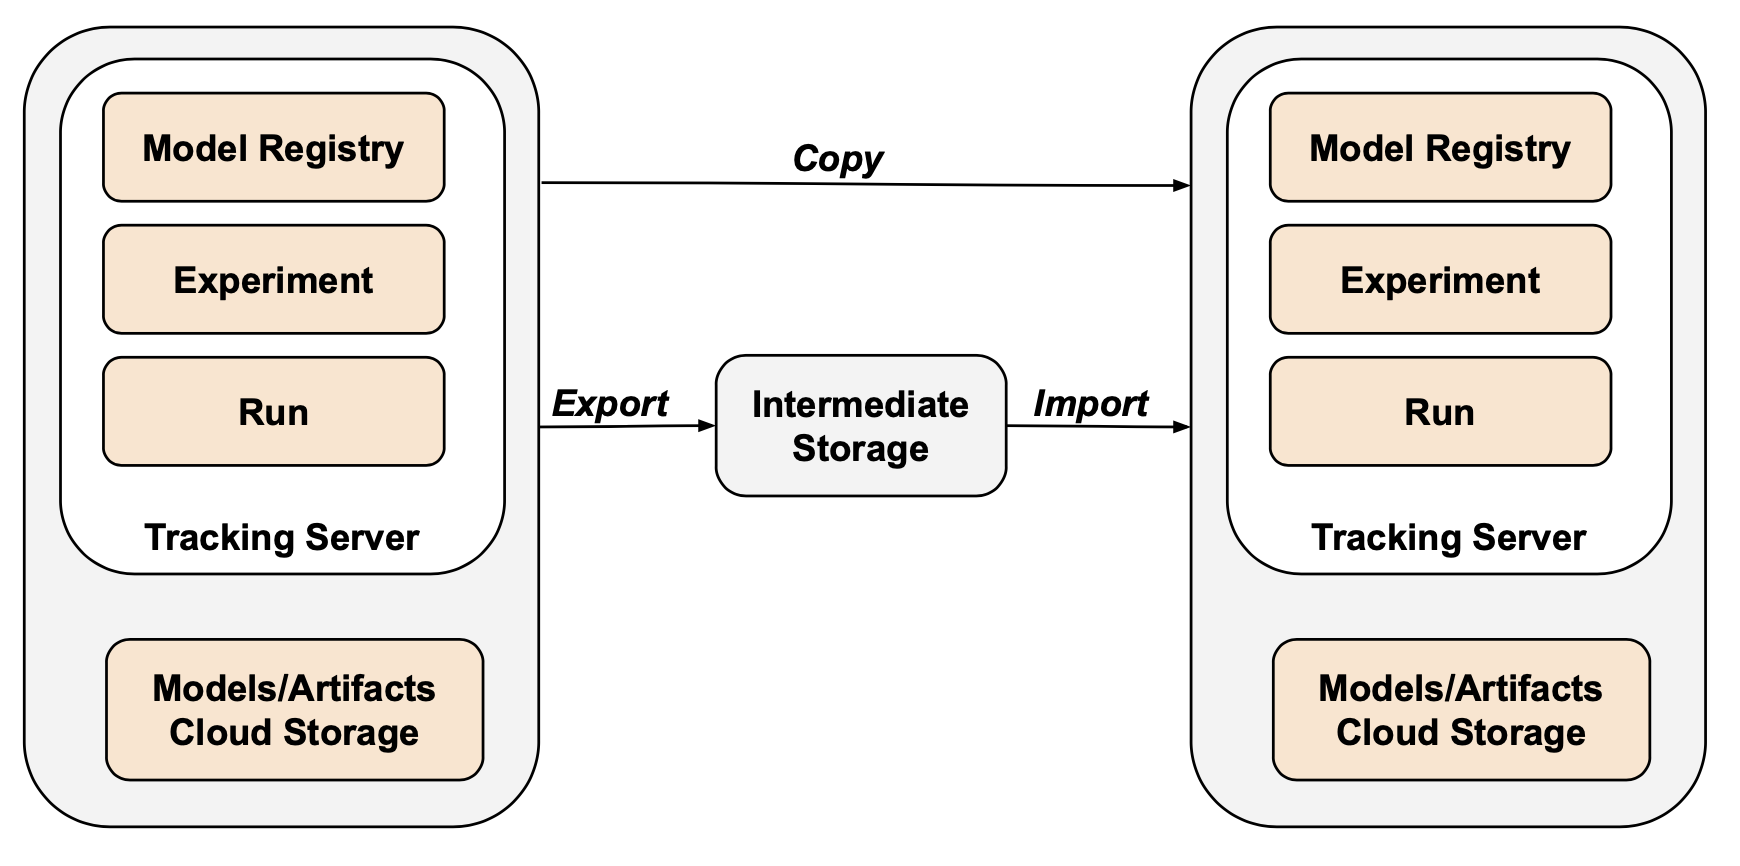 Model Registry
Experiment
Run
Tracking Server
Models/Artifacts
Cloud Storage
Copy
Export
Intermediate
Storage
Import
Model Registry
Experiment
Run
Tracking Server
Models/Artifacts
Cloud Storage